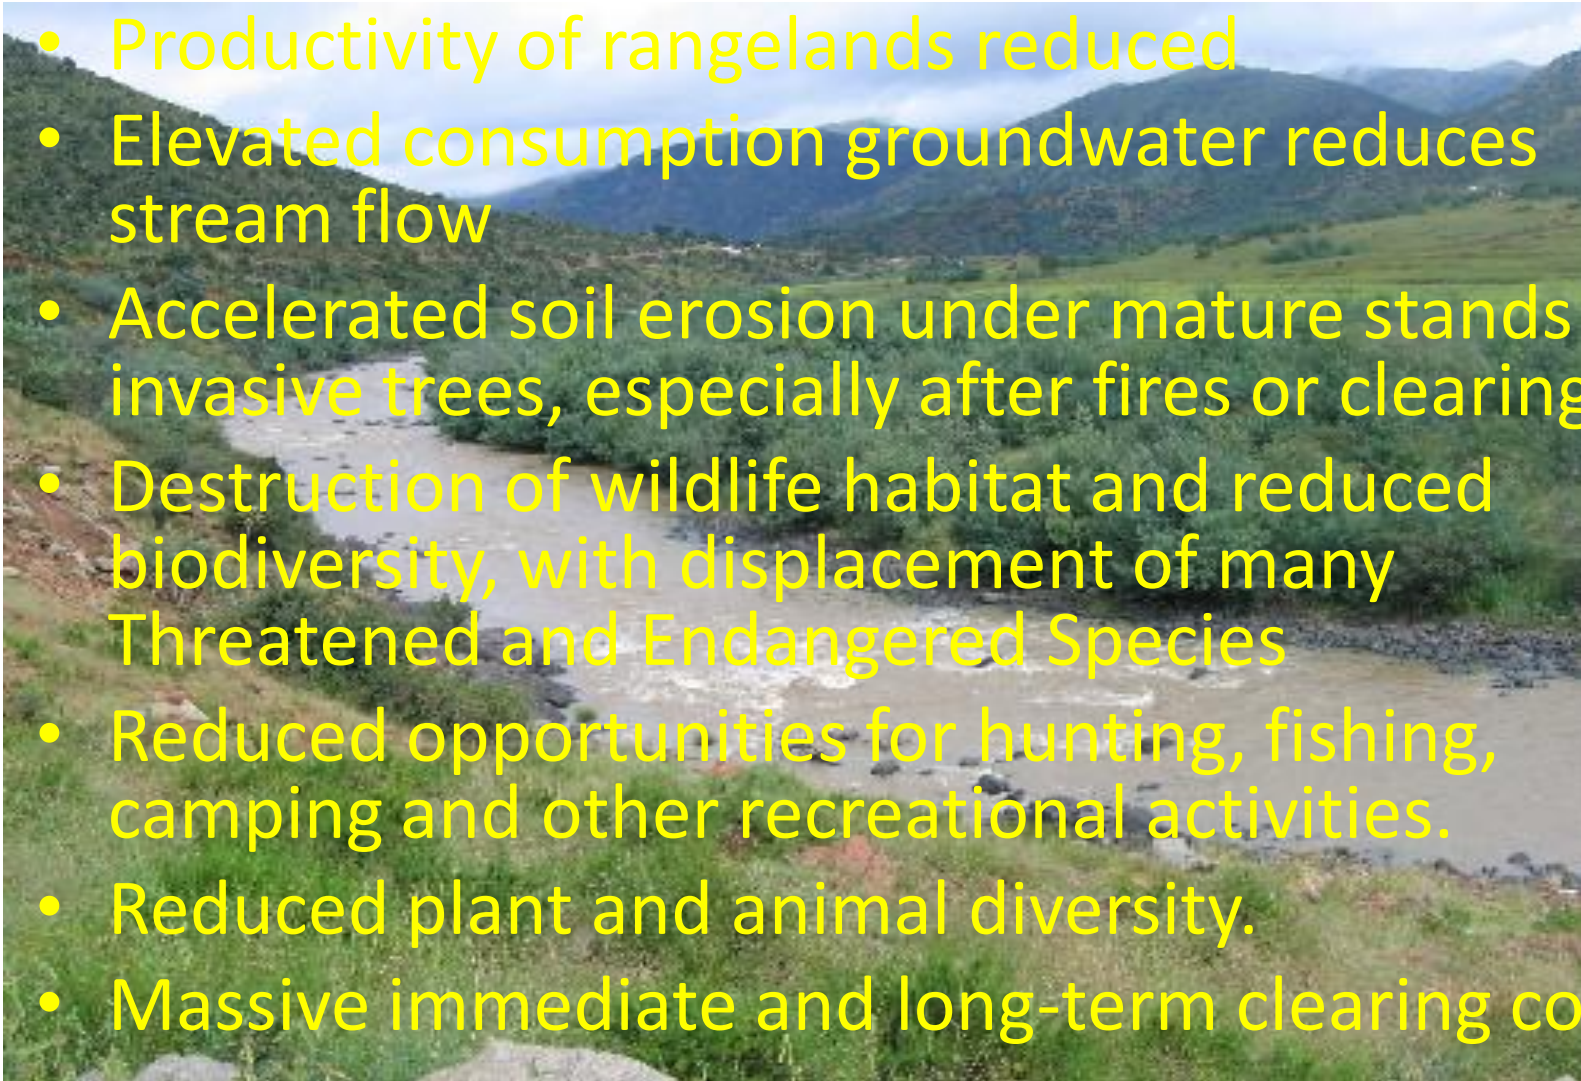 • Productivity of rangelands reduced
• Elevated consumption groundwater reduces
stream flow
• Accelerated soil erosion under mature stands
invasive trees, especially after fires or clearing
• Destruction of wildlife habitat and reduced
biodiversity, with displacement of many
Threatened and Endangered Species
• Reduced opportunities for hunting, fishing,
camping and other recreational activities.
• Reduced plant and animal diversity.
• Massive immediate and long-term clearing co